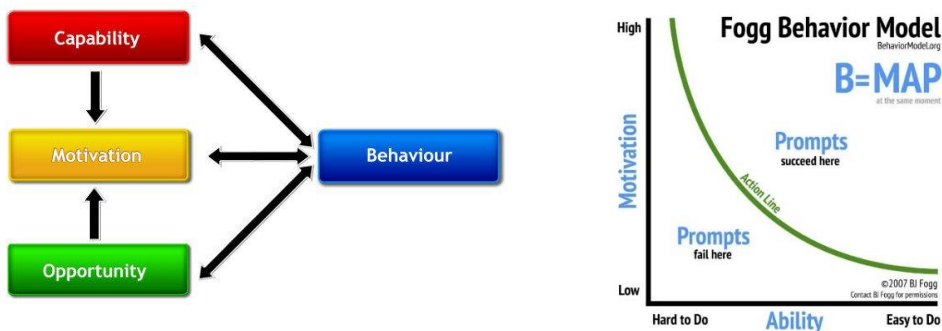 Capability
Motivation
Behaviour
Opportunity
High
Fogg Behavior Model
BehaviorModel.org
B=MAP
at the same moment
Motivation
Prompts
succeed here
Action Line
Prompts
fail here
©2007 BJ Fogg
Contact BJ Fogg for permissions
Low
Hard to Do
Ability
Easy to Do